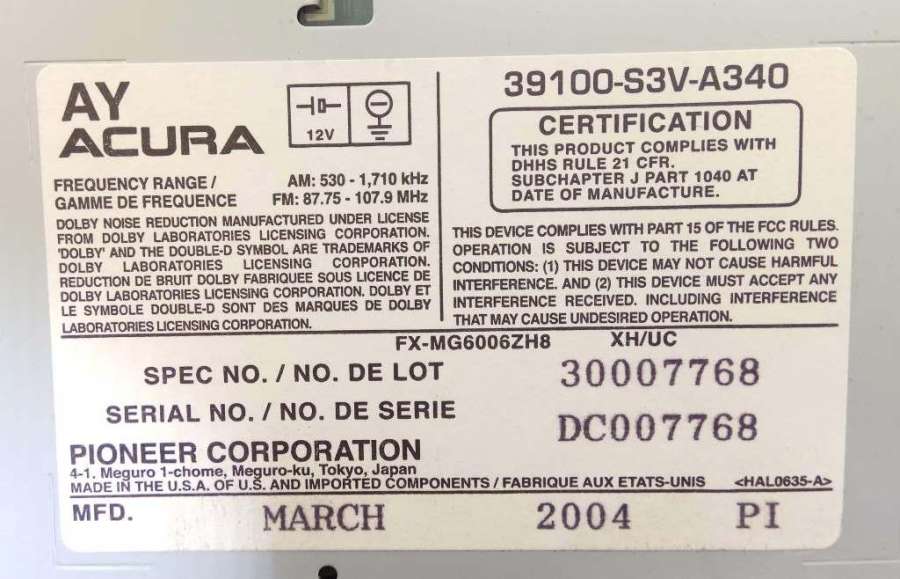 AY
ACURA
12V
FREQUENCY RANGE / AM: 530 - 1,710 kHz
GAMME DE FREQUENCE FM: 87.75 - 107.9 MHz
DOLBY NOISE REDUCTION MANUFACTURED UNDER LICENSE
FROM DOLBY LABORATORIES LICENSING CORPORATION.
'DOLBY' AND THE DOUBLE-D SYMBOL ARE TRADEMARKS OF
DOLBY LABORATORIES LICENSING CORPORATION.
REDUCTION DE BRUIT DOLBY FABRIQUEE SOUS LICENCE DE
DOLBY LABORATORIES LICENSING CORPORATION. DOLBY ET
LE SYMBOLE DOUBLE-D SONT DES MARQUES DE DOLBY
LABORATORIES LICENSING CORPORATION.
39100-S3V-A340
CERTIFICATION
THIS PRODUCT COMPLIES WITH
DHHS RULE 21 CFR.
SUBCHAPTER J PART 1040 AT
DATE OF MANUFACTURE.
THIS DEVICE COMPLIES WITH PART 15 OF THE FCC RULES.
OPERATION IS SUBJECT TO THE FOLLOWING TWO
CONDITIONS: (1) THIS DEVICE MAY NOT CAUSE HARMFUL
INTERFERENCE. AND (2) THIS DEVICE MUST ACCEPT ANY
INTERFERENCE RECEIVED. INCLUDING INTERFERENCE
THAT MAY CAUSE UNDESIRED OPERATION.
FX-MG6006ZH8 XH/UC
SPEC NO. / NO. DE LOT 30007768
SERIAL NO. / NO. DE SERIE DC007768
PIONEER CORPORATION
4-1. Meguro 1-chome, Meguro-ku, Tokyo, Japan
MADE IN THE U.S.A. OF U.S. AND IMPORTED COMPONENTS / FABRIQUE AUX ETATS-UNIS <HAL0635-A>
MFD. MARCH 2004 PI